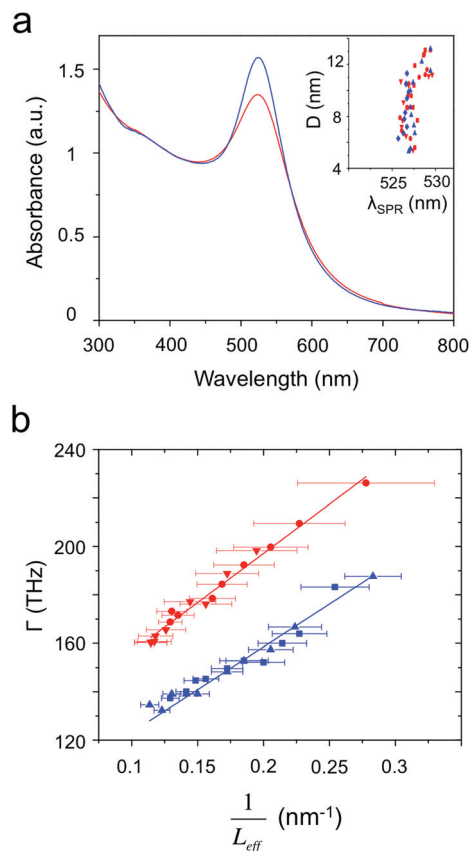 a
Absorbance (a.u.)
1.5
1
0.5
0
300 400 500 600 700 800
Wavelength (nm)
D (nm)
12
8
4
525 530
λSPR (nm)
b
Γ (THz)
240
200
160
120
0.1 0.15 0.2 0.25 0.3
1
Leff
(nm-1)